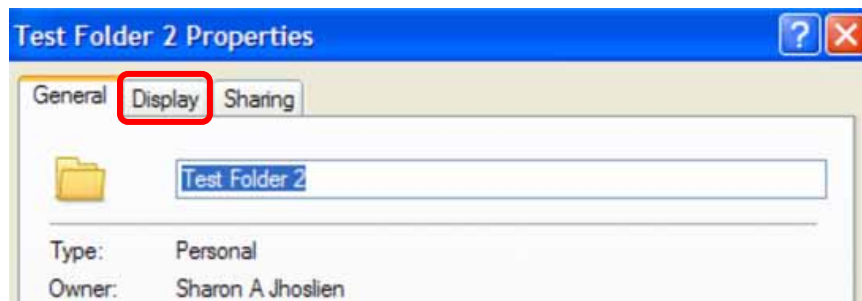 Test Folder 2 Properties
General Display Sharing
Test Folder 2
Type: Personal
Owner: Sharon A Jhoslien